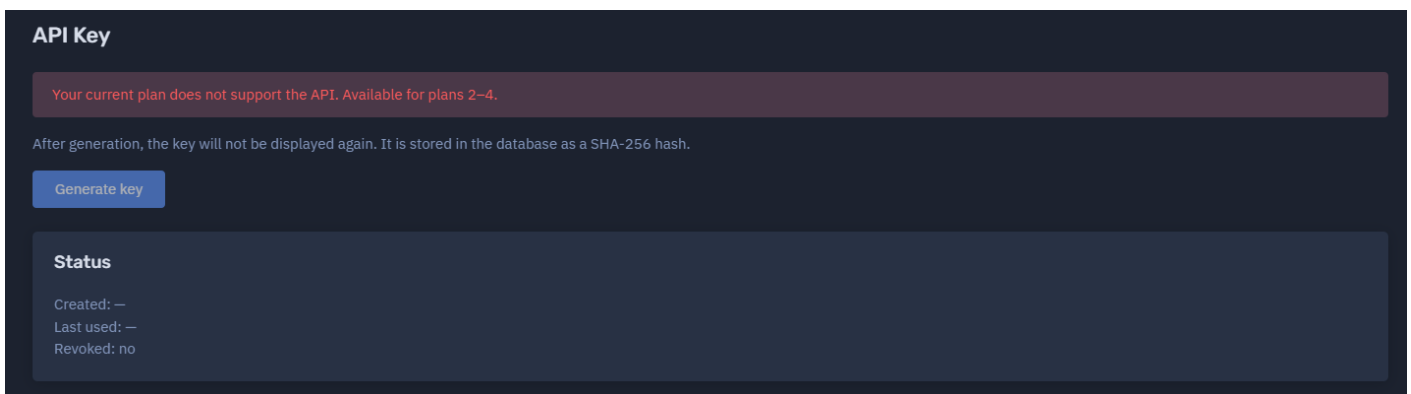 API Key
Your current plan does not support the API. Available for plans 2–4.
After generation, the key will not be displayed again. It is stored in the database as a SHA-256 hash.
Generate key
Status
Created: —
Last used: —
Revoked: no